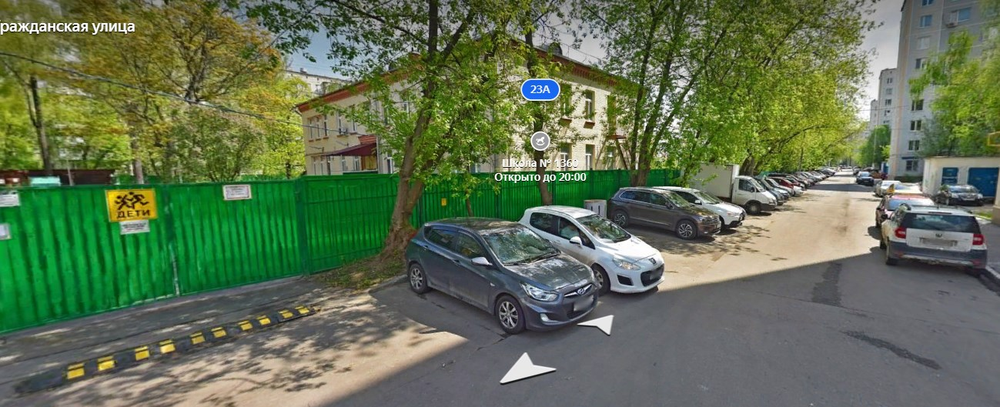 ражданская улица
23А
Школа № 1360
Открыто до 20:00
ДЕТИ